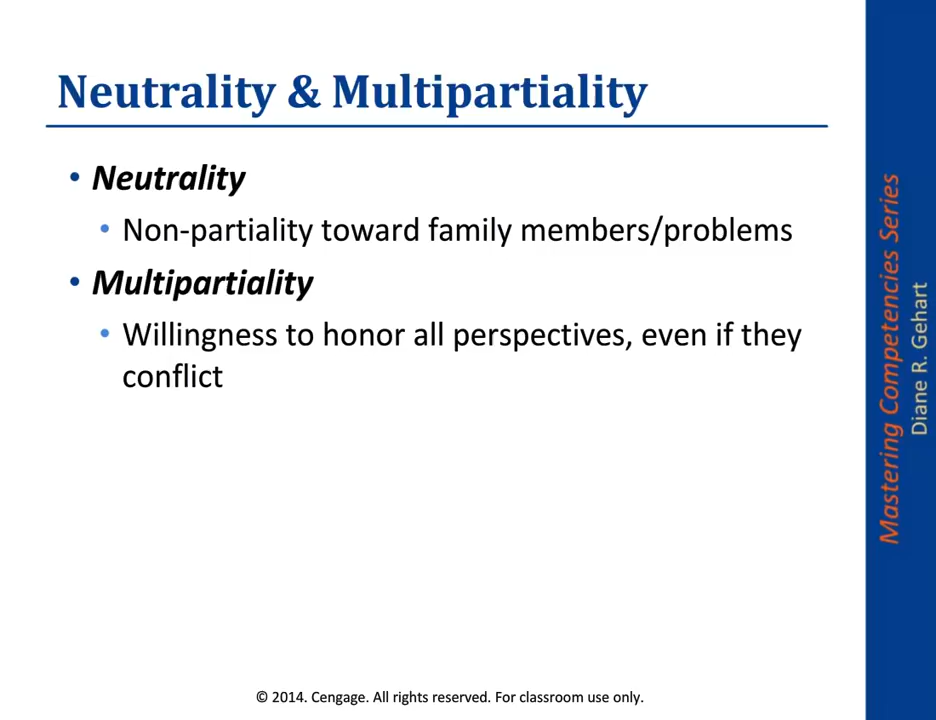 Neutrality & Multipartiality
• Neutrality
• Non-partiality toward family members/problems
• Multipartiality
• Willingness to honor all perspectives, even if they
conflict
Mastering Competencies Series
Diane R. Gehart
© 2014. Cengage. All rights reserved. For classroom use only.